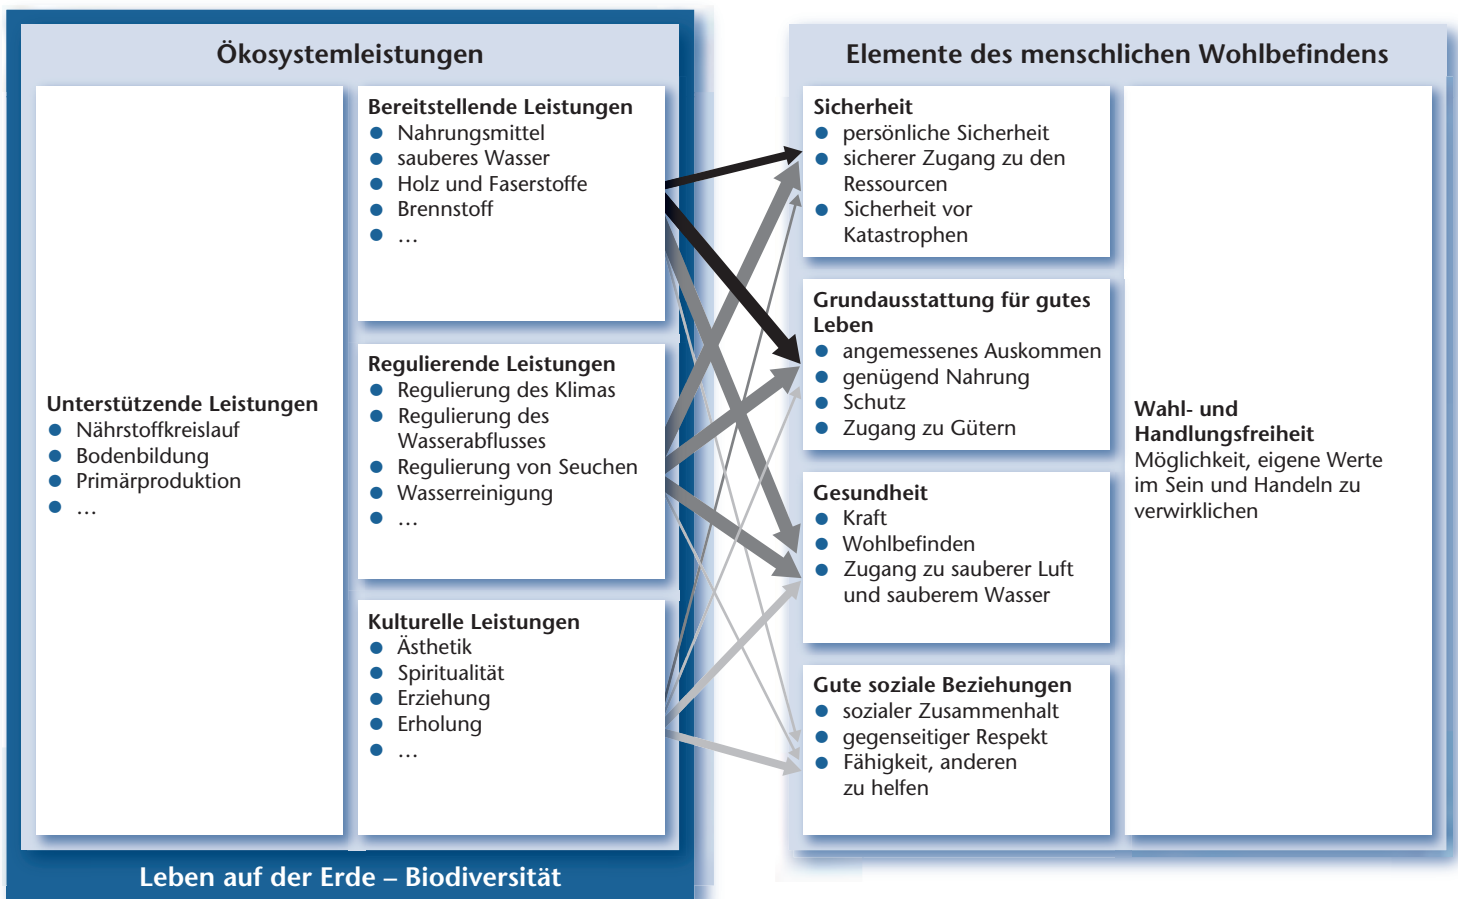 Ökosystemleistungen
Unterstützende Leistungen
● Nährstoffkreislauf
● Bodenbildung
● Primärproduktion
● …
Bereitstellende Leistungen
● Nahrungsmittel
● sauberes Wasser
● Holz und Faserstoffe
● Brennstoff
● …
Regulierende Leistungen
● Regulierung des Klimas
● Regulierung des
Wasserabflusses
● Regulierung von Seuchen
● Wasserreinigung
● …
Kulturelle Leistungen
● Ästhetik
● Spiritualität
● Erziehung
● Erholung
● …
Leben auf der Erde – Biodiversität
Elemente des menschlichen Wohlbefindens
Sicherheit
● persönliche Sicherheit
● sicherer Zugang zu den
Ressourcen
● Sicherheit vor
Katastrophen
Grundausstattung für gutes
Leben
● angemessenes Auskommen
● genügend Nahrung
● Schutz
● Zugang zu Gütern
Gesundheit
● Kraft
● Wohlbefinden
● Zugang zu sauberer Luft
und sauberem Wasser
Gute soziale Beziehungen
● sozialer Zusammenhalt
● gegenseitiger Respekt
● Fähigkeit, anderen
zu helfen
Wahl- und
Handlungsfreiheit
Möglichkeit, eigene Werte
im Sein und Handeln zu
verwirklichen